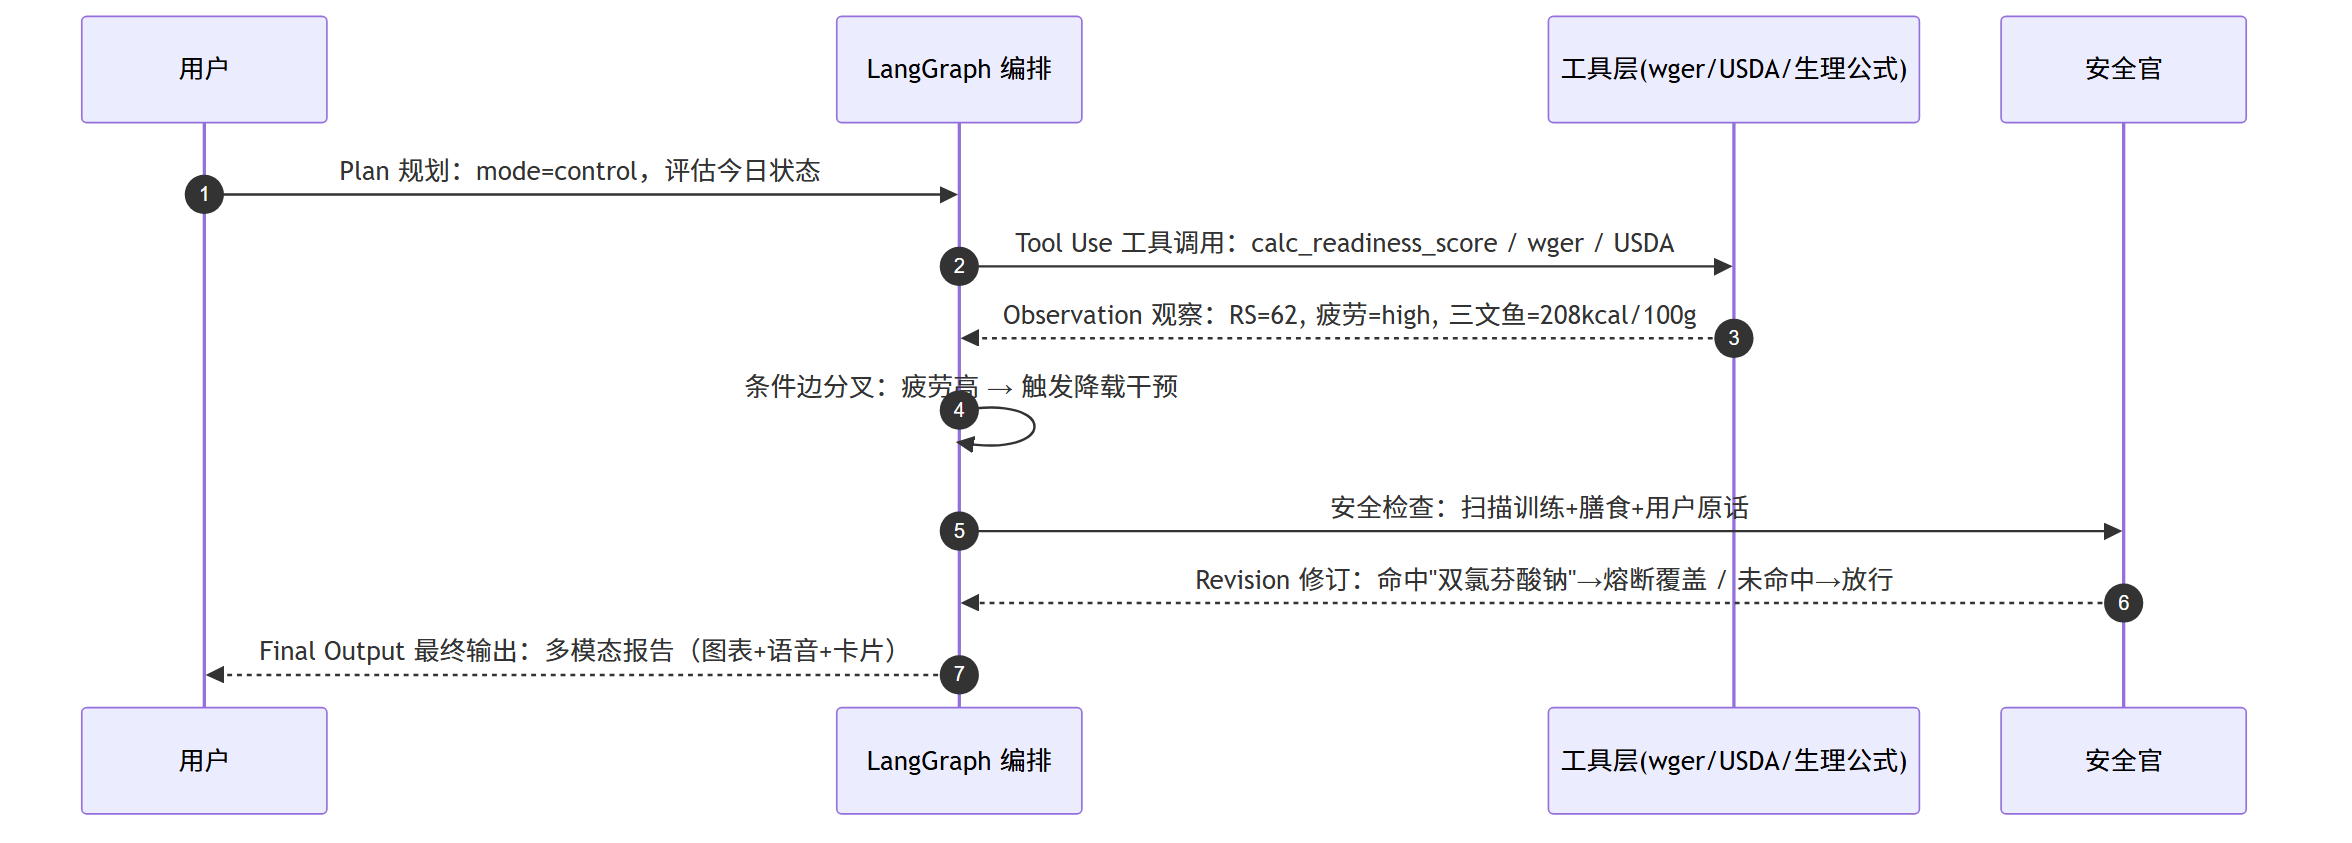 用户
LangGraph 编排
工具层(wger/USDA/生理公式)
安全官
Plan 规划：mode=control，评估今日状态
1
Tool Use 工具调用：calc_readiness_score / wger / USDA
2
Observation 观察：RS=62, 疲劳=high, 三文鱼=208kcal/100g
3
条件边分叉：疲劳高 → 触发降载干预
4
安全检查：扫描训练+膳食+用户原话
5
Revision 修订：命中"双氯芬酸钠"→熔断覆盖 / 未命中→放行
6
Final Output 最终输出：多模态报告（图表+语音+卡片）
7
用户
LangGraph 编排
工具层(wger/USDA/生理公式)
安全官